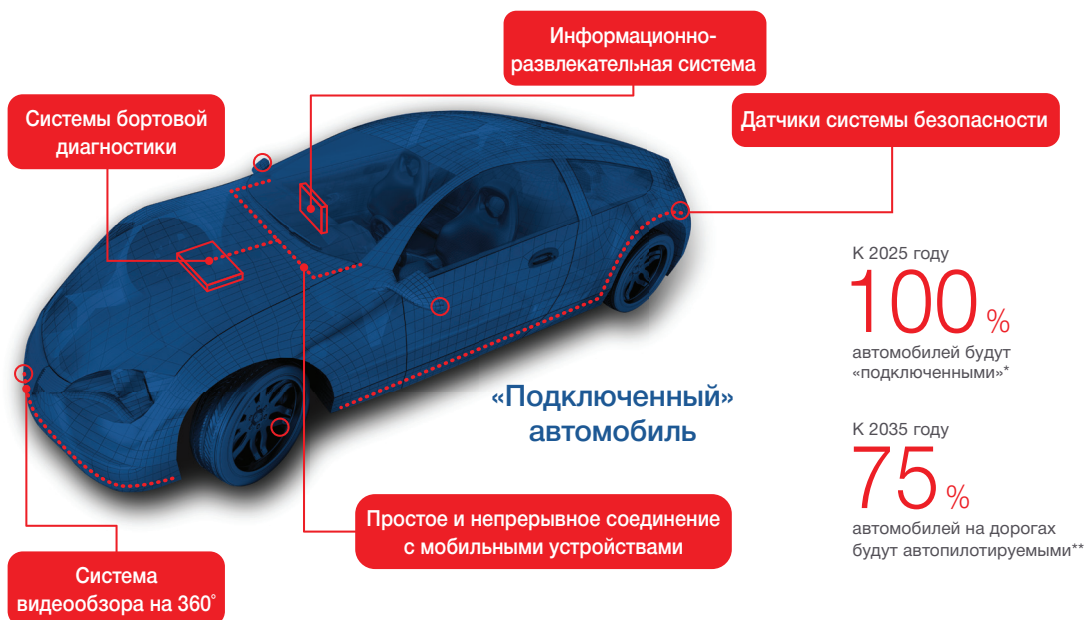 Информационно-
развлекательная система
Системы бортовой
диагностики
Датчики системы безопасности
К 2025 году
100 %
автомобилей будут
«подключенными»*
«Подключенный»
автомобиль
К 2035 году
75 %
автомобилей на дорогах
будут автопилотируемыми**
Простое и непрерывное соединение
с мобильными устройствами
Система
видеообзора на 360°